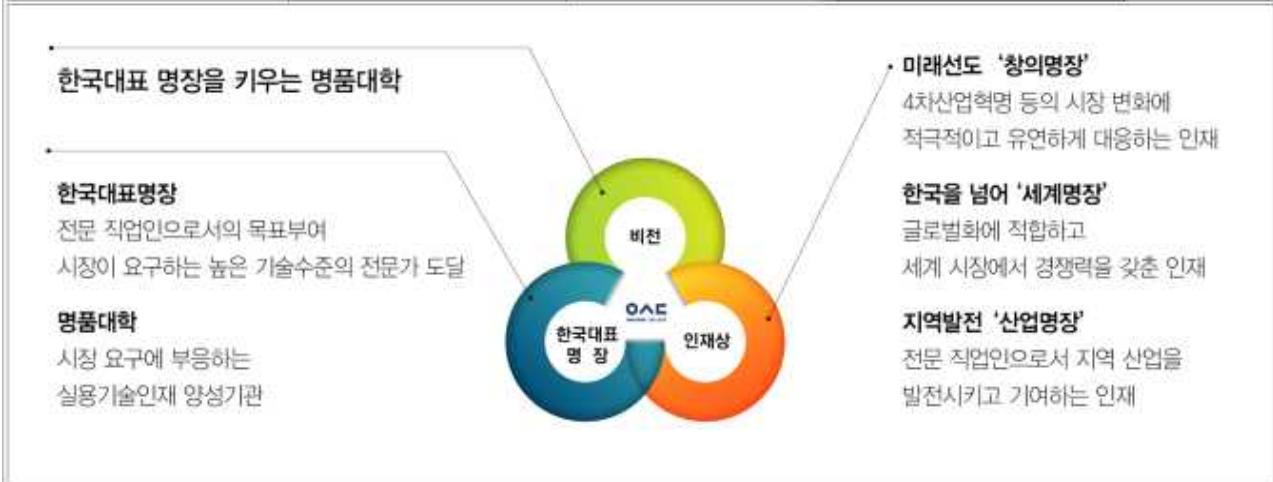 한국대표 명장을 키우는 명품대학
한국대표명장
전문 직업인으로서의 목표부여
시장이 요구하는 높은 기술수준의 전문가 도달
명품대학
시장 요구에 부응하는
실용기술인재 양성기관
비전
한국대표
명 장
인재상
미래선도 ‘창의명장’
4차산업혁명 등의 시장 변화에
적극적이고 유연하게 대응하는 인재
한국을 넘어 ‘세계명장’
글로벌화에 적합하고
세계 시장에서 경쟁력을 갖춘 인재
지역발전 ‘산업명장’
전문 직업인으로서 지역 산업을
발전시키고 기여하는 인재